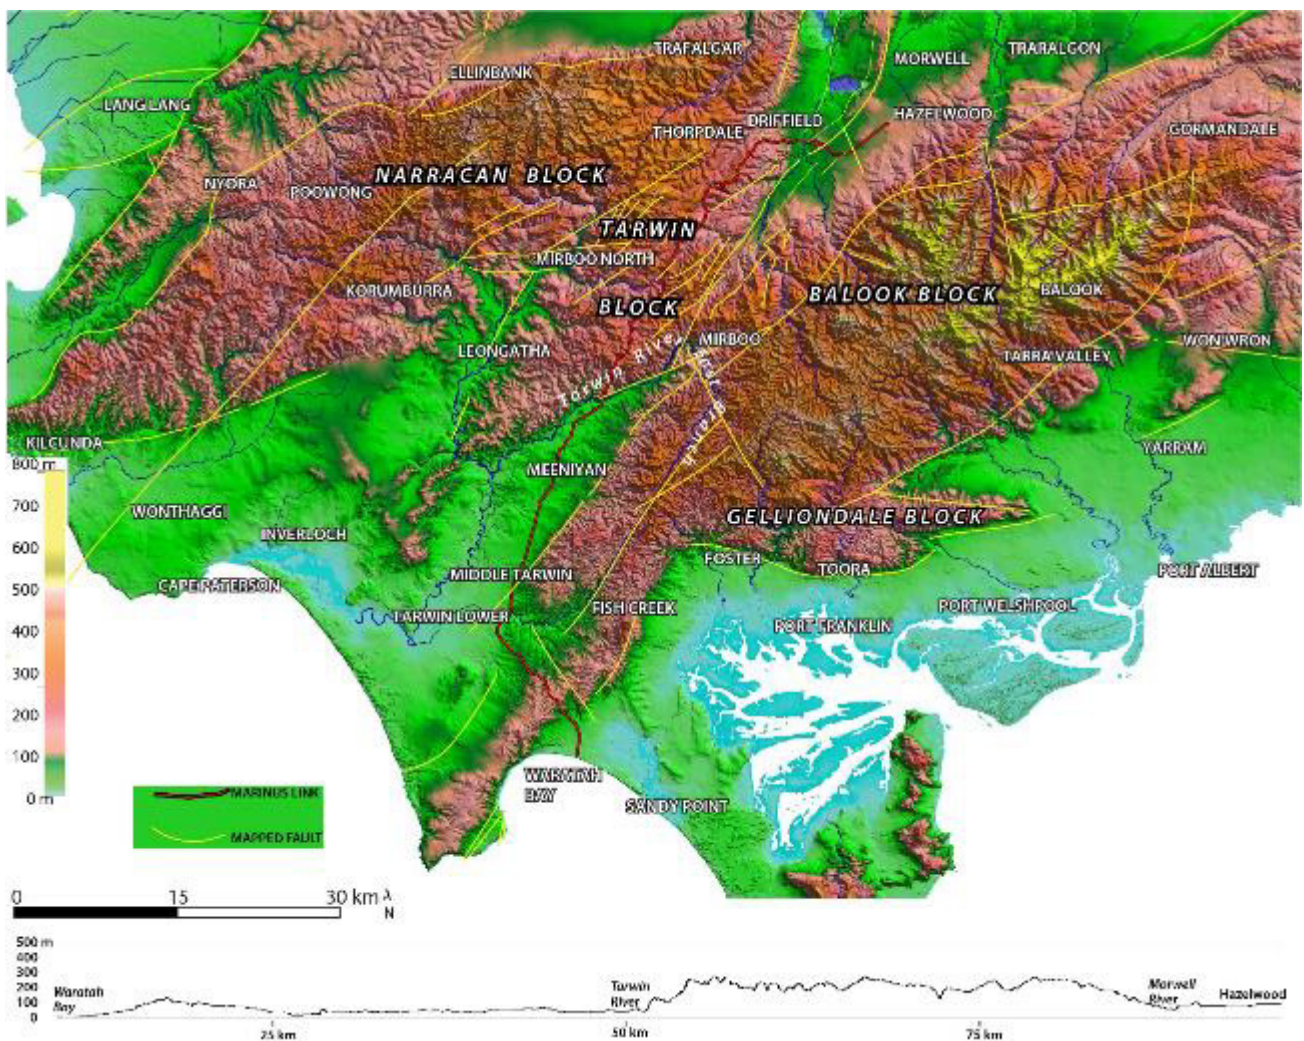 TRAFALGAR
MORWELL
TRARALGON
ELLINBANK
LANG LANG
HAZELWOOD
DRIFFIELD
THORPDALE
GORMANDALE
NARRACAN BLOCK
NYORA
POOWONG
TARWIN
MIRBOO NORTH
KORUMBURRA
BLOCK
BALOOK BLOCK
BALOOK
LEONGATHA
Tarwin River
MIRBOO
East
Branch
TARRA VALLEY
WON WRON
KILCUNDA
YARRAM
MEENIYAN
WONTHAGGI
GELLIONDALE BLOCK
INVERLOCH
FOSTER
TOORA
PORT ALBERT
CAPE PATERSON
MIDDLE TARWIN
TARWIN LOWER
FISH CREEK
PORT WELSHPOOL
PORT FRANKLIN
WARATAH
BAY
SANDY POINT
800 m
700
600
500
400
300
200
100
0 m
MARINUS LINK
MAPPED FAULT
0 15 30 km
N
500 m
400
300
200
100
0
Waratah
Bay
Tarwin
River
Morwell
River
Hazelwood
25 km
50 km
75 km